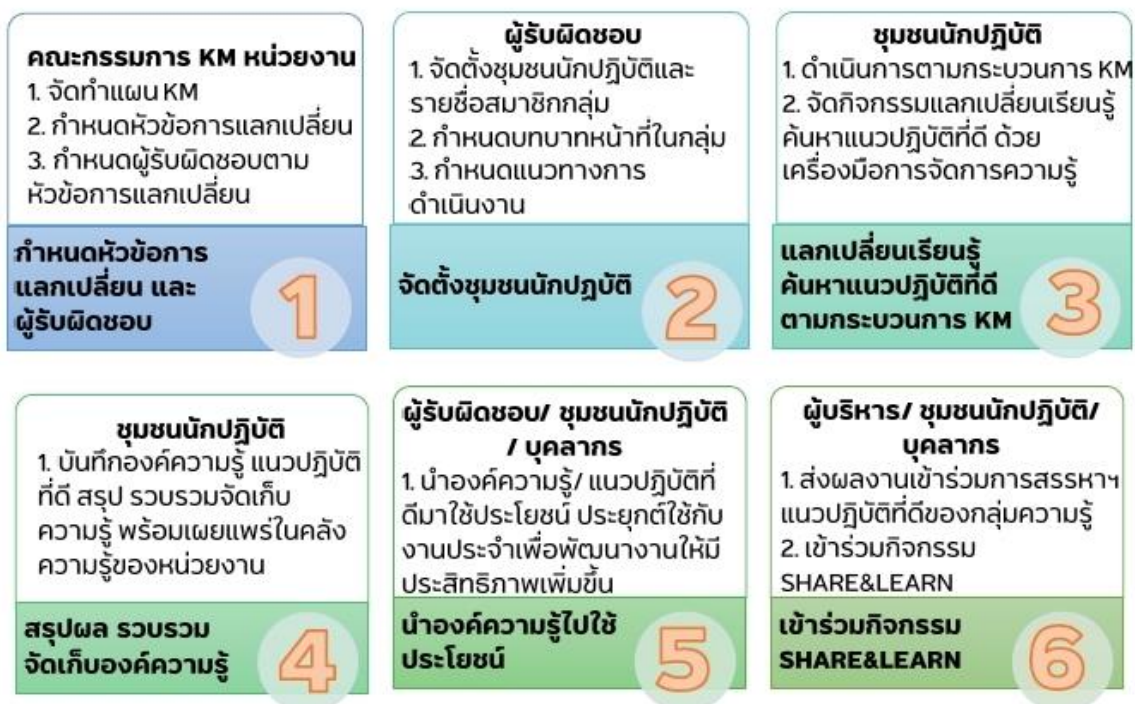 คณะกรรมการ KM หน่วยงาน
1. จัดทำแผน KM
2. กำหนดหัวข้อการแลกเปลี่ยน
3. กำหนดผู้รับผิดชอบตาม
หัวข้อการแลกเปลี่ยน
กำหนดหัวข้อการ
แลกเปลี่ยน และ
ผู้รับผิดชอบ
1
ผู้รับผิดชอบ
1. จัดตั้งชุมชนนักปฏิบัติและ
รายชื่อสมาชิกกลุ่ม
2. กำหนดบทบาทหน้าที่ในกลุ่ม
3. กำหนดแนวทางการ
ดำเนินงาน
จัดตั้งชุมชนนักปฎบัติ
2
ชุมชนนักปฏิบัติ
1. ดำเนินการตามกระบวนการ KM
2. จัดกิจกรรมแลกเปลี่ยนเรียนรู้
ค้นหาแนวปฏิบัติที่ดี ด้วย
เครื่องมือการจัดการความรู้
แลกเปลี่ยนเรียนรู้
ค้นหาแนวปฏิบัติที่ดี
ตามกระบวนการ KM
3
ชุมชนนักปฏิบัติ
1. บันทึกองค์ความรู้ แนวปฏิบัติ
ที่ดี สรุป รวบรวมจัดเก็บ
ความรู้ พร้อมเผยแพร่ในคลัง
ความรู้ของหน่วยงาน
สรุปผล รวบรวม
จัดเก็บองค์ความรู้
4
ผู้รับผิดชอบ/ ชุมชนนักปฏิบัติ
/ บุคลากร
1. นำองค์ความรู้/ แนวปฏิบัติที่
ดีมาใช้ประโยชน์ ประยุกต์ใช้กับ
งานประจำเพื่อพัฒนางานให้มี
ประสิทธิภาพเพิ่มขึ้น
นำองค์ความรู้ไปใช้
ประโยชน์
5
ผู้บริหาร/ ชุมชนนักปฏิบัติ/
บุคลากร
1. ส่งผลงานเข้าร่วมการสรรหาฯ
แนวปฎิบัติที่ดีของกลุ่มความรู้
2. เข้าร่วมกิจกรรม
SHARE&LEARN
เข้าร่วมกิจกรรม
SHARE&LEARN
6